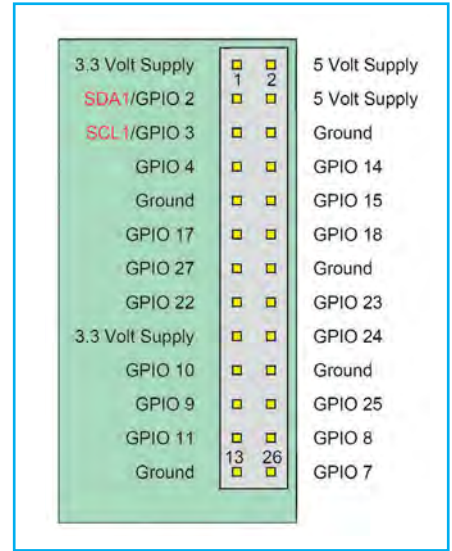 3.3 Volt Supply 5 Volt Supply
1 2
SDA1/GPIO 2 5 Volt Supply
SCL1/GPIO 3 Ground
GPIO 4 GPIO 14
Ground GPIO 15
GPIO 17 GPIO 18
GPIO 27 Ground
GPIO 22 GPIO 23
3.3 Volt Supply GPIO 24
GPIO 10 Ground
GPIO 9 GPIO 25
GPIO 11 GPIO 8
13 26
Ground GPIO 7